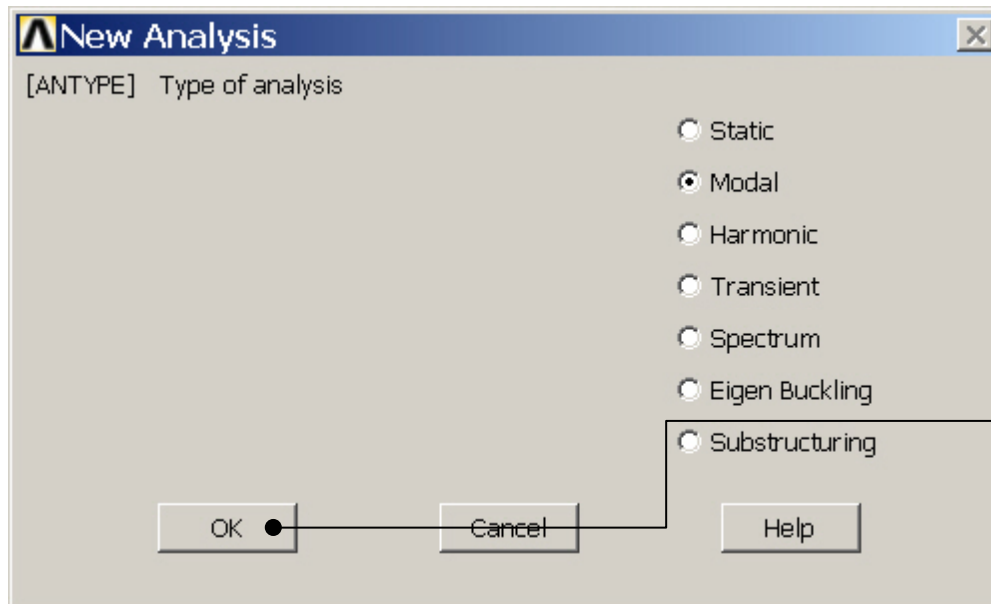 New Analysis
[ANTYPE] Type of analysis
Static
Modal
Harmonic
Transient
Spectrum
Eigen Buckling
Substructuring
OK Cancel Help